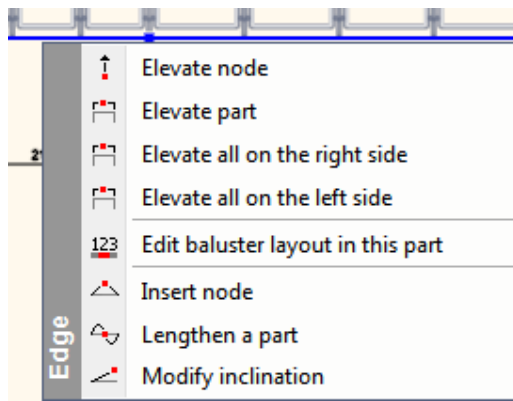 Elevate node
Elevate part
2'
Elevate all on the right side
Elevate all on the left side
123
Edit baluster layout in this part
Insert node
Lengthen a part
Modify inclination
Edge